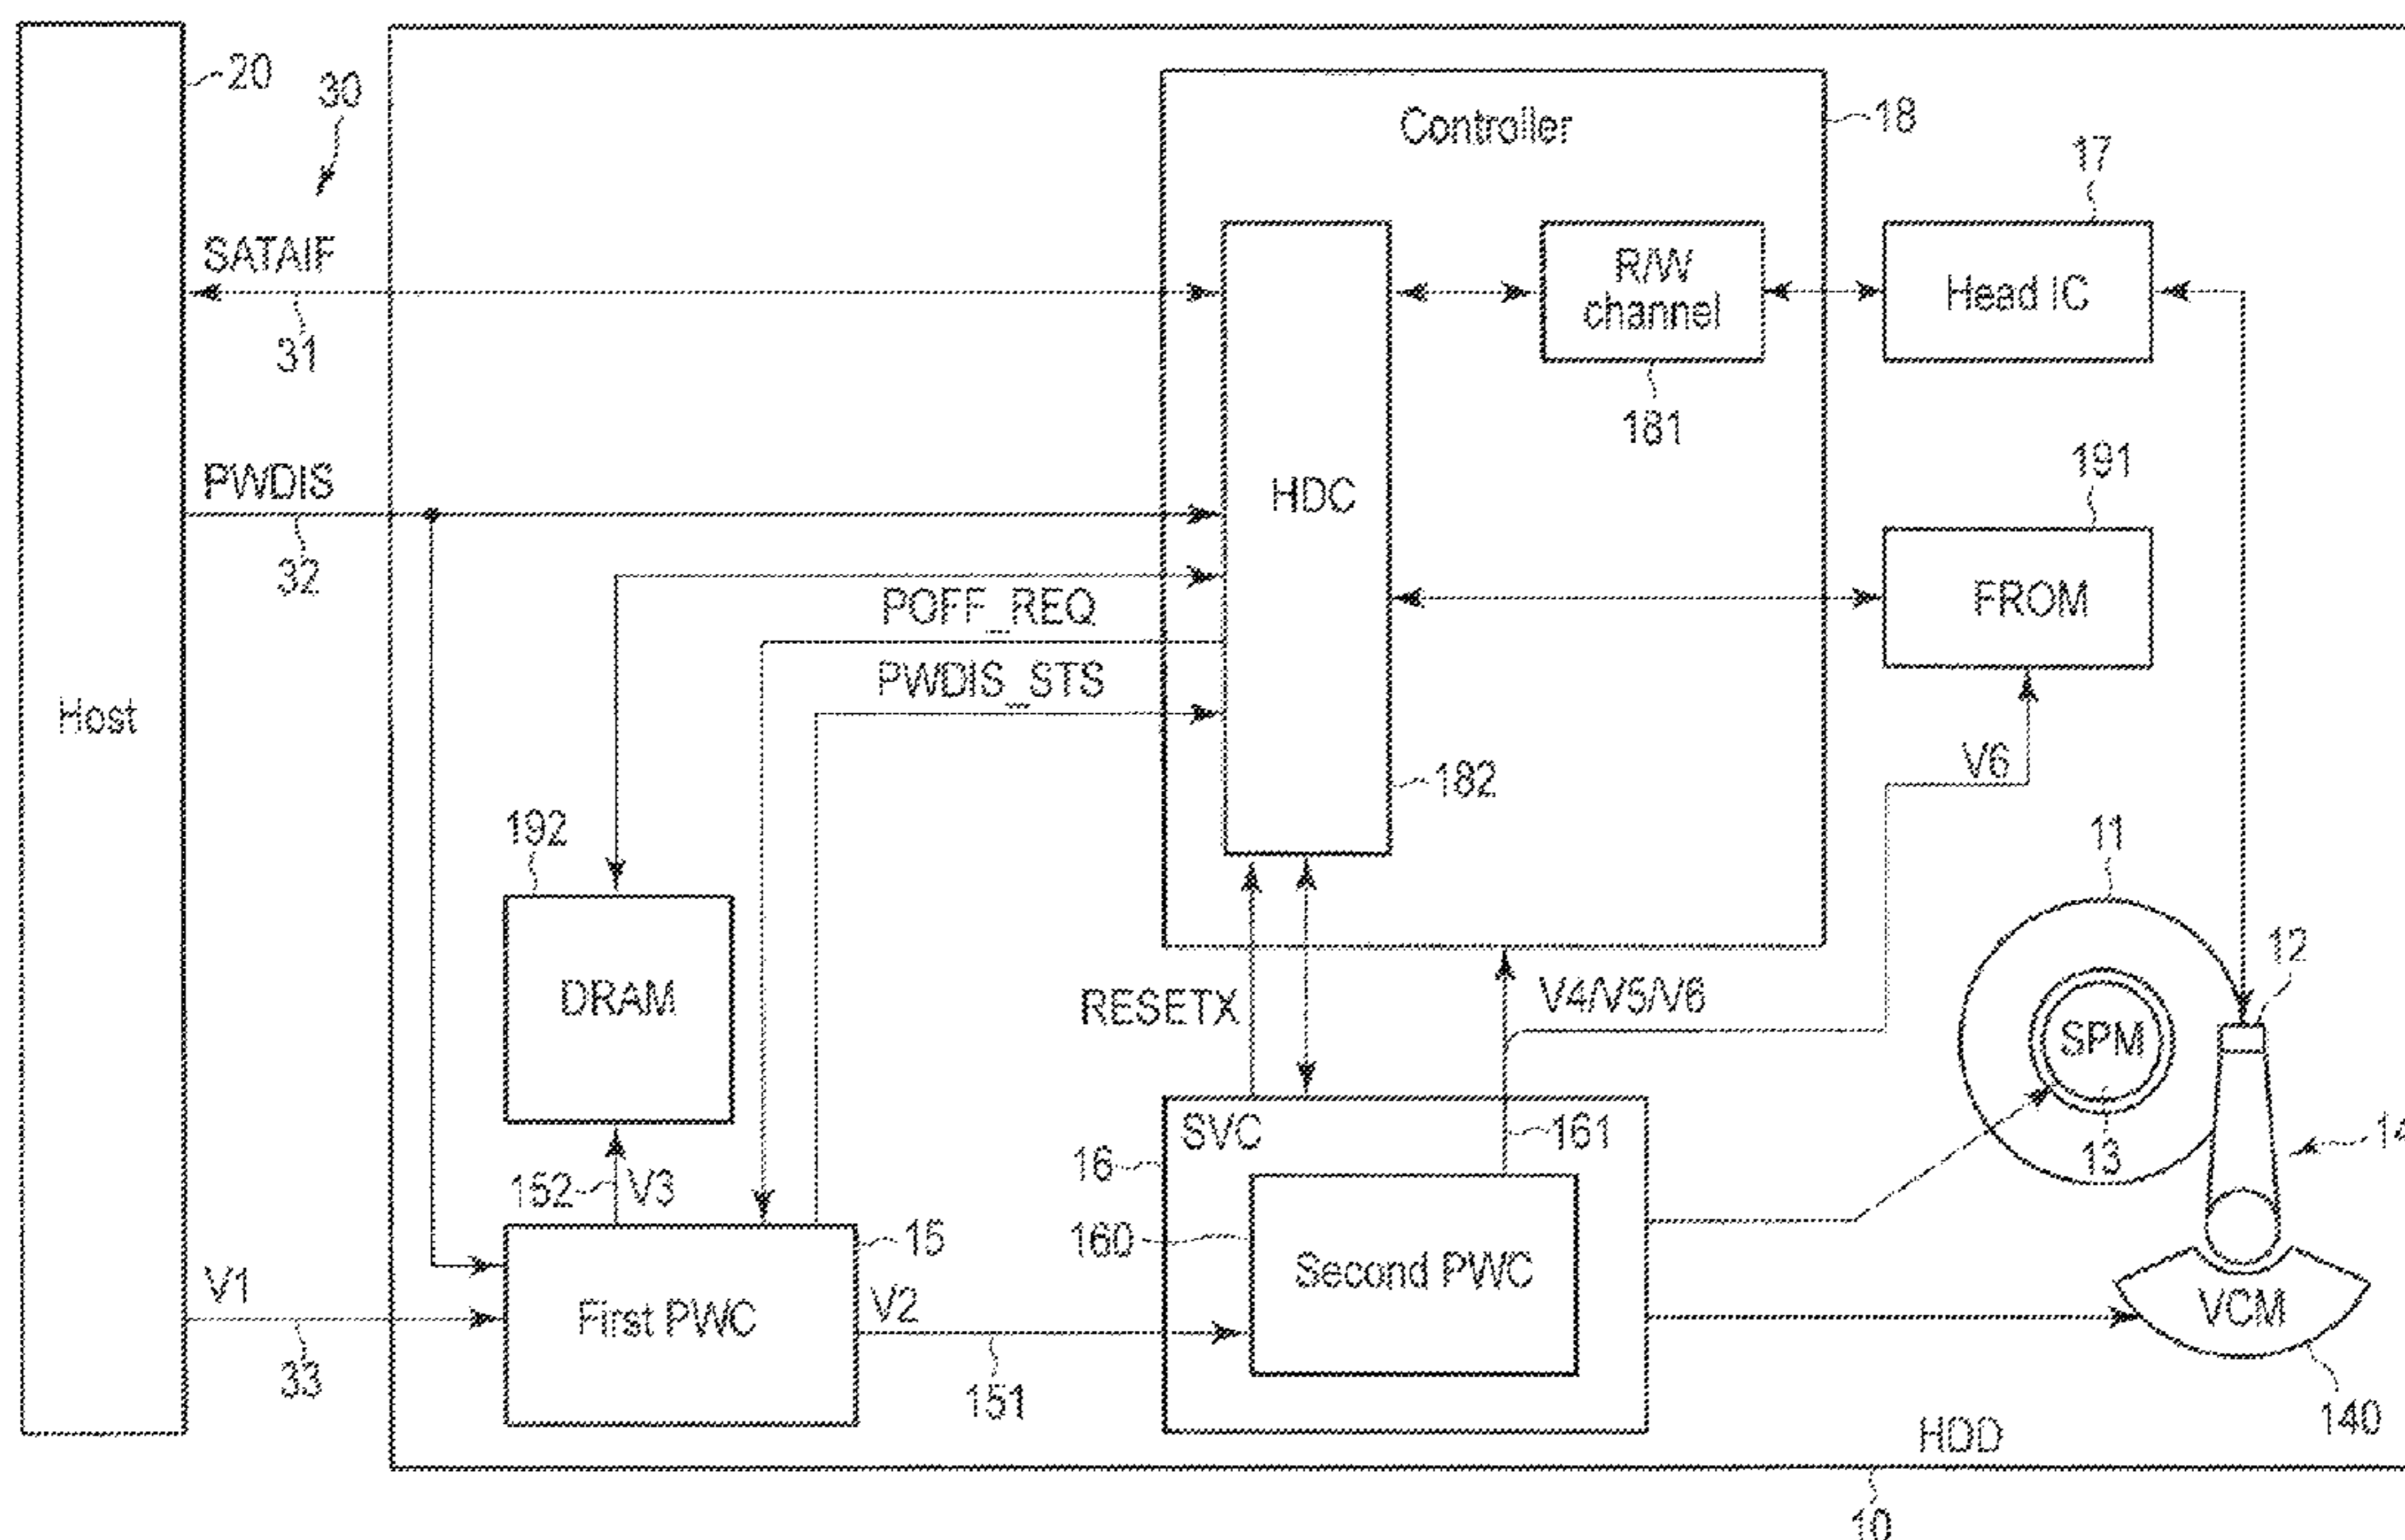 20
30
Controller
18
17
SATAIF
R/W
channel
Head IC
31
181
PWDIS
HDC
191
32
POFF_REQ
FROM
PWDIS_STS
Host
V6
182
192
11
12
DRAM
RESETX
V4/V5/V6
SPM
SVC
161
14
16
13
152
V3
15
160
Second PWC
V1
First PWC
V2
VCM
33
151
140
HDD
10